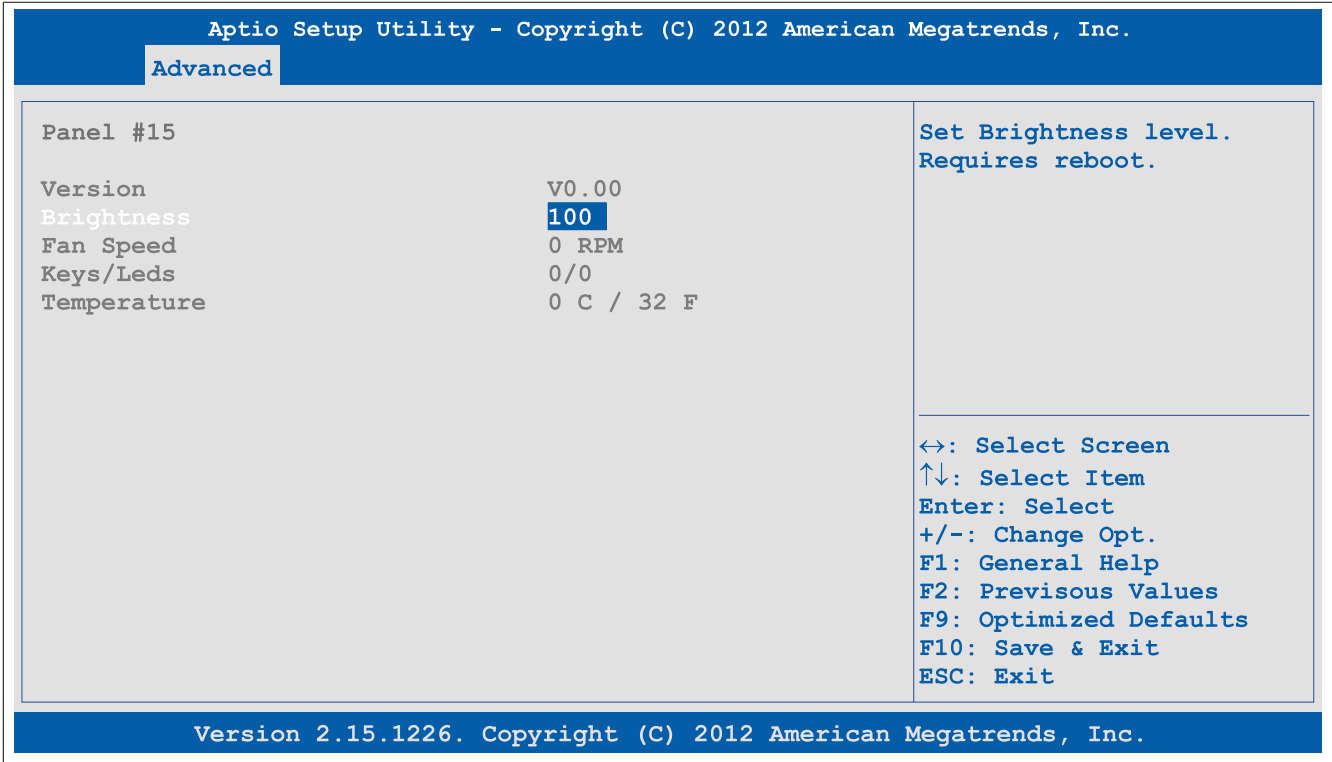 Aptio Setup Utility - Copyright (C) 2012 American Megatrends, Inc.
Advanced
Panel #15
Version V0.00
Brightness 100
Fan Speed 0 RPM
Keys/Leds 0/0
Temperature 0 C / 32 F
Set Brightness level.
Requires reboot.
↔: Select Screen
↑↓: Select Item
Enter: Select
+/-: Change Opt.
F1: General Help
F2: Previsous Values
F9: Optimized Defaults
F10: Save & Exit
ESC: Exit
Version 2.15.1226. Copyright (C) 2012 American Megatrends, Inc.